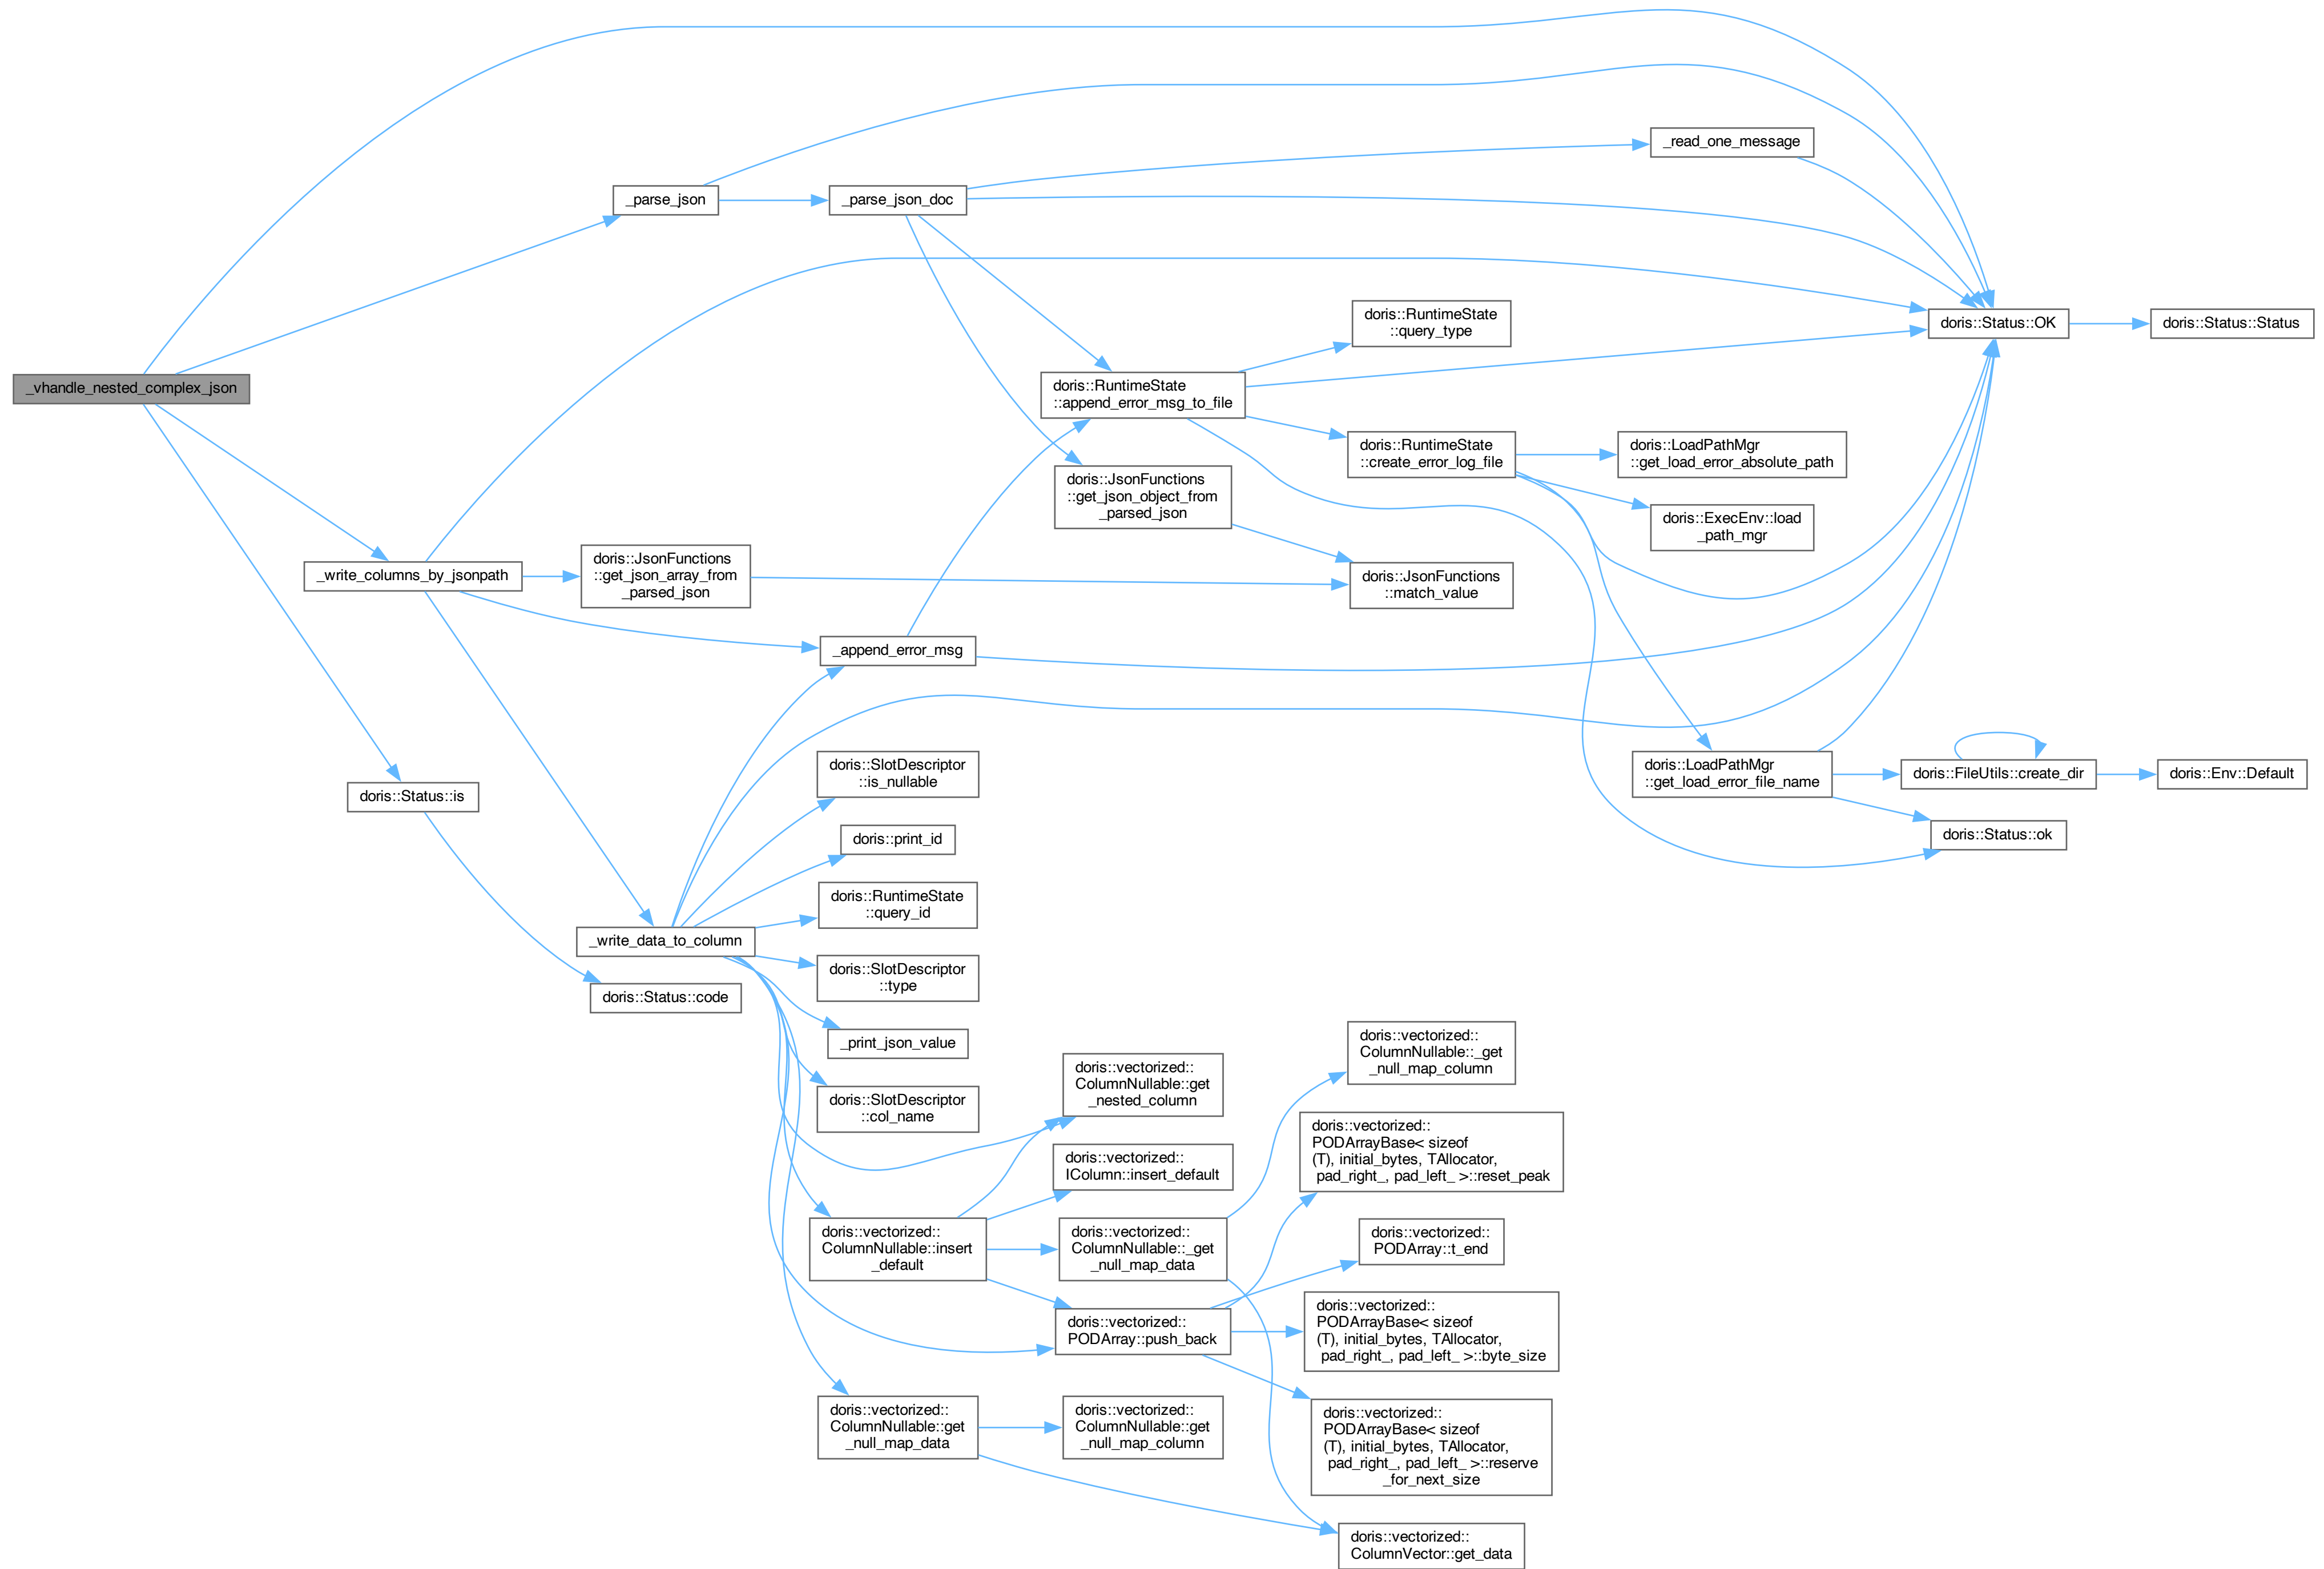 _vhandle_nested_complex_json
_parse_json
_parse_json_doc
_read_one_message
doris::Status::OK
doris::Status::Status
doris::RuntimeState
::query_type
doris::RuntimeState
::append_error_msg_to_file
doris::RuntimeState
::create_error_log_file
doris::LoadPathMgr
::get_load_error_absolute_path
doris::JsonFunctions
::get_json_object_from
_parsed_json
doris::ExecEnv::load
_path_mgr
_write_columns_by_jsonpath
doris::JsonFunctions
::get_json_array_from
_parsed_json
doris::JsonFunctions
::match_value
_append_error_msg
doris::Status::is
doris::SlotDescriptor
::is_nullable
doris::LoadPathMgr
::get_load_error_file_name
doris::FileUtils::create_dir
doris::Env::Default
doris::print_id
doris::Status::ok
doris::RuntimeState
::query_id
_write_data_to_column
doris::SlotDescriptor
::type
doris::Status::code
_print_json_value
doris::SlotDescriptor
::col_name
doris::vectorized::
ColumnNullable::get
_nested_column
doris::vectorized::
ColumnNullable::_get
_null_map_column
doris::vectorized::
IColumn::insert_default
doris::vectorized::
PODArrayBase< sizeof
(T), initial_bytes, TAllocator,
pad_right_, pad_left_ >::reset_peak
doris::vectorized::
ColumnNullable::insert
_default
doris::vectorized::
ColumnNullable::_get
_null_map_data
doris::vectorized::
PODArray::t_end
doris::vectorized::
PODArray::push_back
doris::vectorized::
PODArrayBase< sizeof
(T), initial_bytes, TAllocator,
pad_right_, pad_left_ >::byte_size
doris::vectorized::
ColumnNullable::get
_null_map_data
doris::vectorized::
ColumnNullable::get
_null_map_column
doris::vectorized::
PODArrayBase< sizeof
(T), initial_bytes, TAllocator,
pad_right_, pad_left_ >::reserve
_for_next_size
doris::vectorized::
ColumnVector::get_data